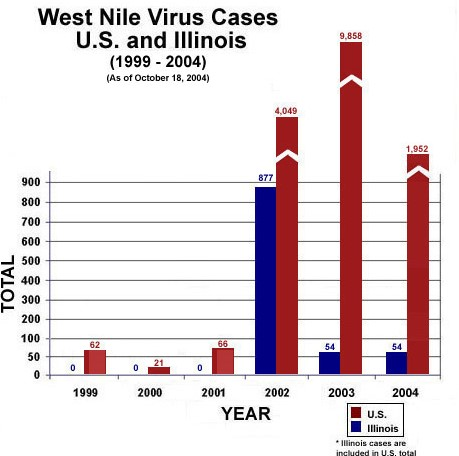 West Nile Virus Cases
U.S. and Illinois
(1999 - 2004)
(As of October 18, 2004)
9,858
4,049
1,952
877
900
800
700
600
500
400
300
200
100
50
0
TOTAL
0
62
0
21
0
66
54
54
1999
2000
2001
2002
2003
2004
YEAR
U.S.
Illinois
* Illinois cases are
included in U.S. total